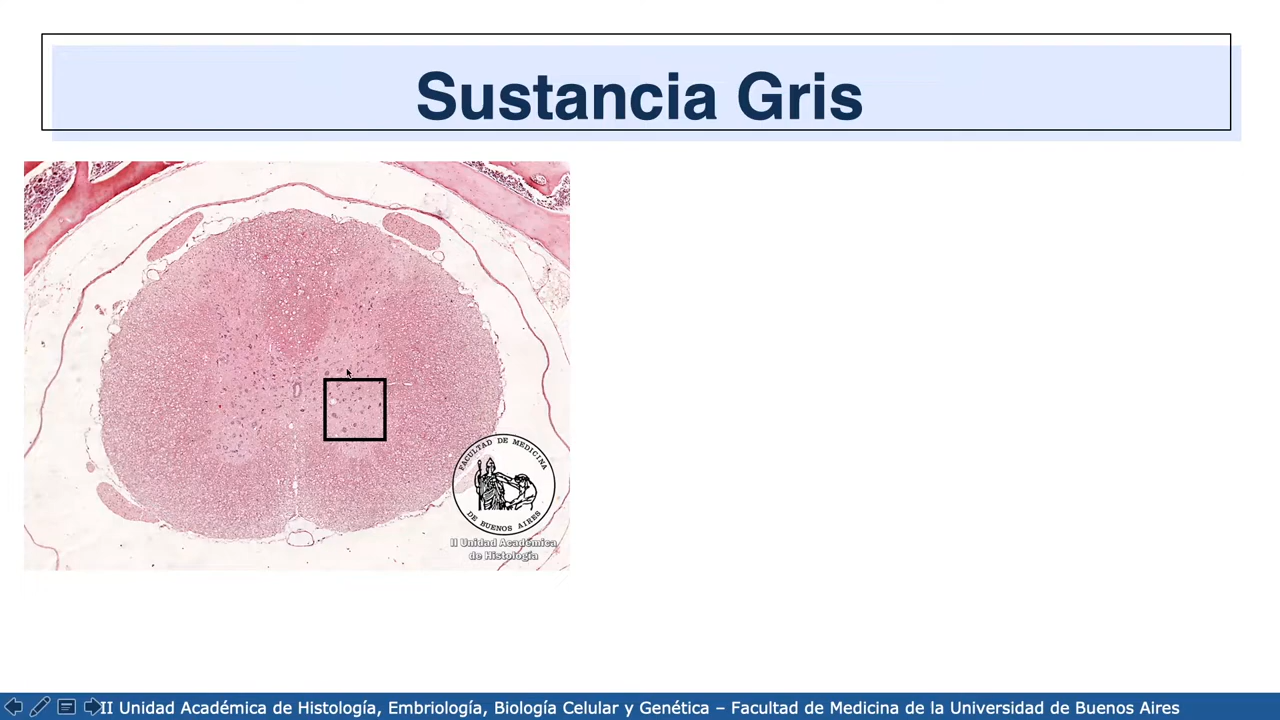 Sustancia Gris
FACULTAD DE MEDICINA
DE BUENOS AIRES
II Unidad Académica
de Histología
II Unidad Académica de Histología, Embriología, Biología Celular y Genética – Facultad de Medicina de la Universidad de Buenos Aires